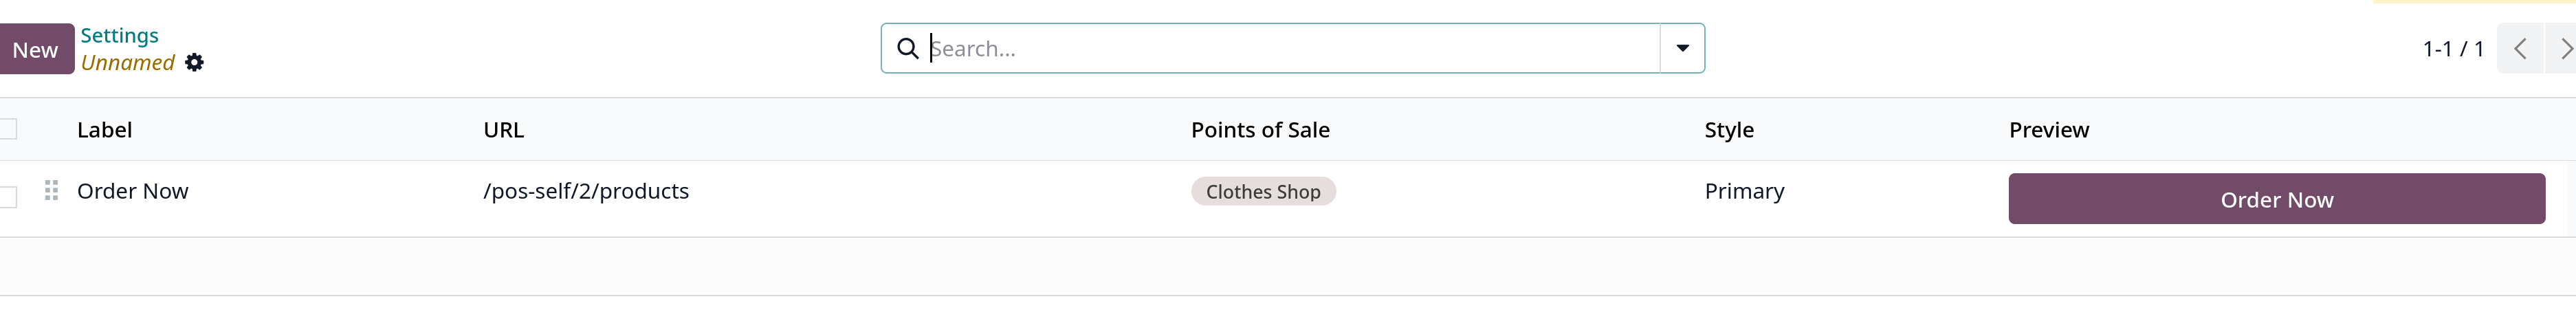 New
Settings
Unnamed
Search...
1-1 / 1
Label URL Points of Sale Style Preview
Order Now /pos-self/2/products Clothes Shop Primary Order Now